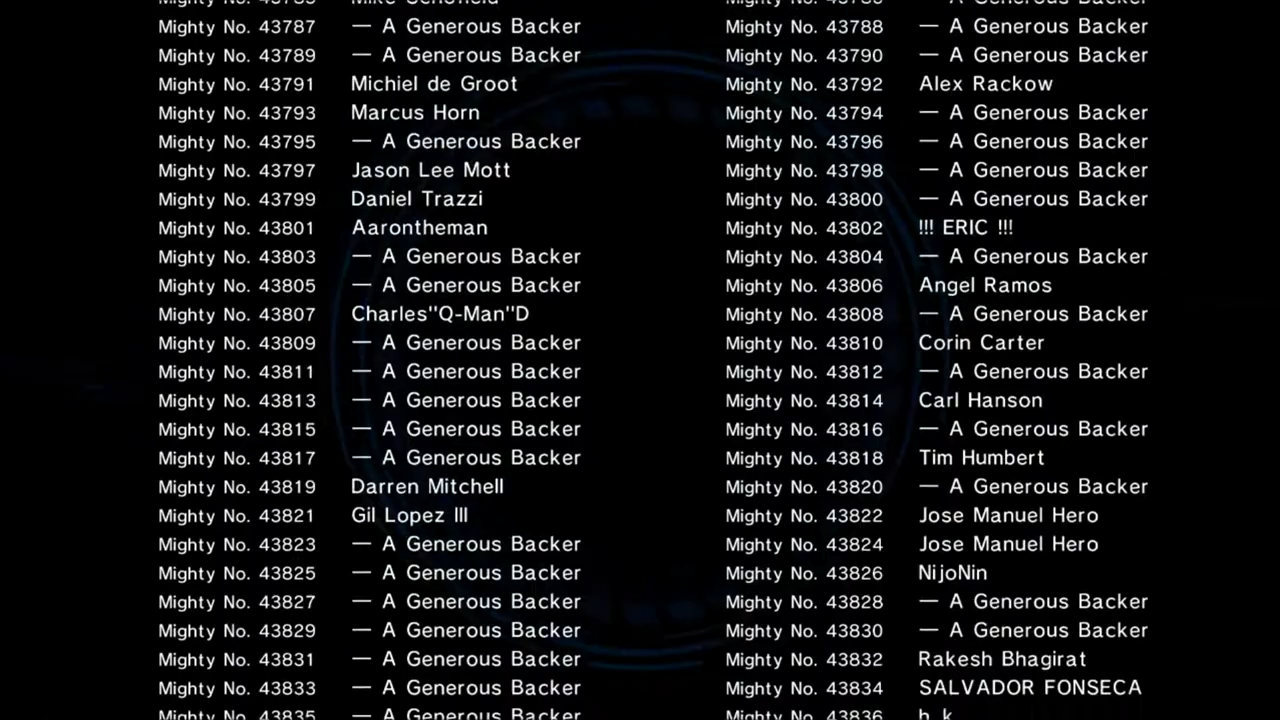 Mighty No. 43787 — A Generous Backer Mighty No. 43788 — A Generous Backer
Mighty No. 43789 — A Generous Backer Mighty No. 43790 — A Generous Backer
Mighty No. 43791 Michiel de Groot Mighty No. 43792 Alex Rackow
Mighty No. 43793 Marcus Horn Mighty No. 43794 — A Generous Backer
Mighty No. 43795 — A Generous Backer Mighty No. 43796 — A Generous Backer
Mighty No. 43797 Jason Lee Mott Mighty No. 43798 — A Generous Backer
Mighty No. 43799 Daniel Trazzi Mighty No. 43800 — A Generous Backer
Mighty No. 43801 Aarontheman Mighty No. 43802 !!! ERIC !!!
Mighty No. 43803 — A Generous Backer Mighty No. 43804 — A Generous Backer
Mighty No. 43805 — A Generous Backer Mighty No. 43806 Angel Ramos
Mighty No. 43807 Charles"Q-Man"D Mighty No. 43808 — A Generous Backer
Mighty No. 43809 — A Generous Backer Mighty No. 43810 Corin Carter
Mighty No. 43811 — A Generous Backer Mighty No. 43812 — A Generous Backer
Mighty No. 43813 — A Generous Backer Mighty No. 43814 Carl Hanson
Mighty No. 43815 — A Generous Backer Mighty No. 43816 — A Generous Backer
Mighty No. 43817 — A Generous Backer Mighty No. 43818 Tim Humbert
Mighty No. 43819 Darren Mitchell Mighty No. 43820 — A Generous Backer
Mighty No. 43821 Gil Lopez III Mighty No. 43822 Jose Manuel Hero
Mighty No. 43823 — A Generous Backer Mighty No. 43824 Jose Manuel Hero
Mighty No. 43825 — A Generous Backer Mighty No. 43826 NijoNin
Mighty No. 43827 — A Generous Backer Mighty No. 43828 — A Generous Backer
Mighty No. 43829 — A Generous Backer Mighty No. 43830 — A Generous Backer
Mighty No. 43831 — A Generous Backer Mighty No. 43832 Rakesh Bhagirat
Mighty No. 43833 — A Generous Backer Mighty No. 43834 SALVADOR FONSECA
Mighty No. 43835 — A Generous Backer Mighty No. 43836